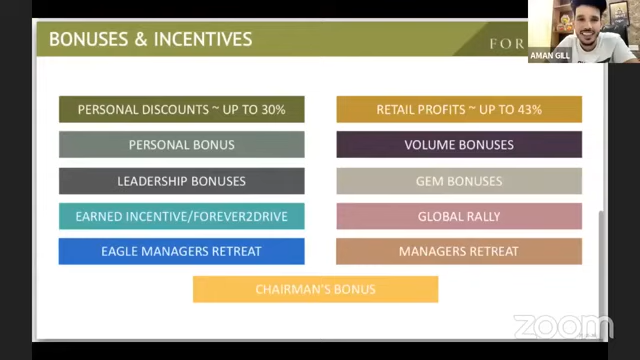 BONUSES & INCENTIVES
FOR
AMAN GILL
PERSONAL DISCOUNTS ~ UP TO 30%
RETAIL PROFITS ~ UP TO 43%
PERSONAL BONUS
VOLUME BONUSES
LEADERSHIP BONUSES
GEM BONUSES
EARNED INCENTIVE/FOREVER2DRIVE
GLOBAL RALLY
EAGLE MANAGERS RETREAT
MANAGERS RETREAT
CHAIRMAN'S BONUS
zoom